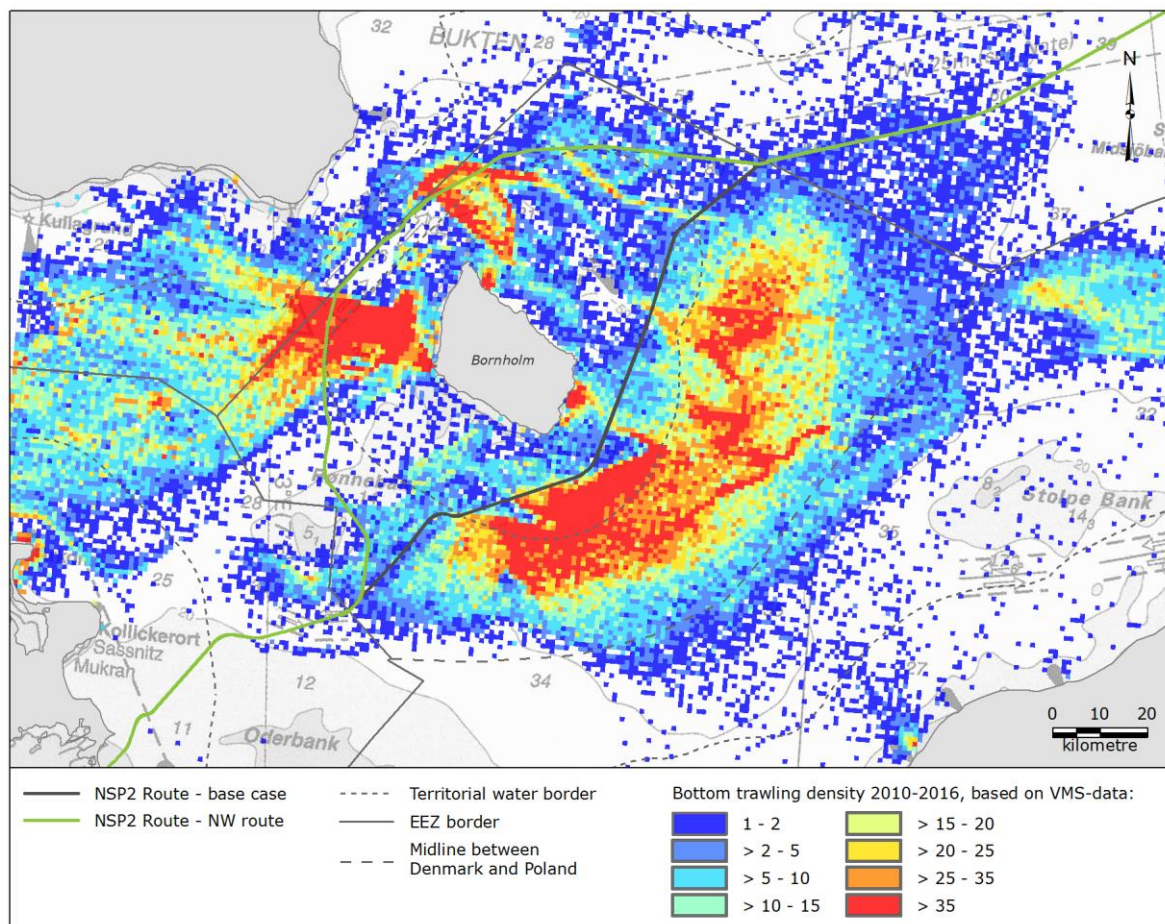 32
BUKTEN
28
39
N
Kullagrund
37
Bornholm
32
20
Stolpe Bank
14
35
28
25
Kollickerort
Sassnitz
Mukran
12
34
27
11
Oderbank
0 10 20
kilometre
NSP2 Route - base case
NSP2 Route - NW route
Territorial water border
EEZ border
Midline between
Denmark and Poland
Bottom trawling density 2010-2016, based on VMS-data:
1 - 2
> 2 - 5
> 5 - 10
> 10 - 15
> 15 - 20
> 20 - 25
> 25 - 35
> 35